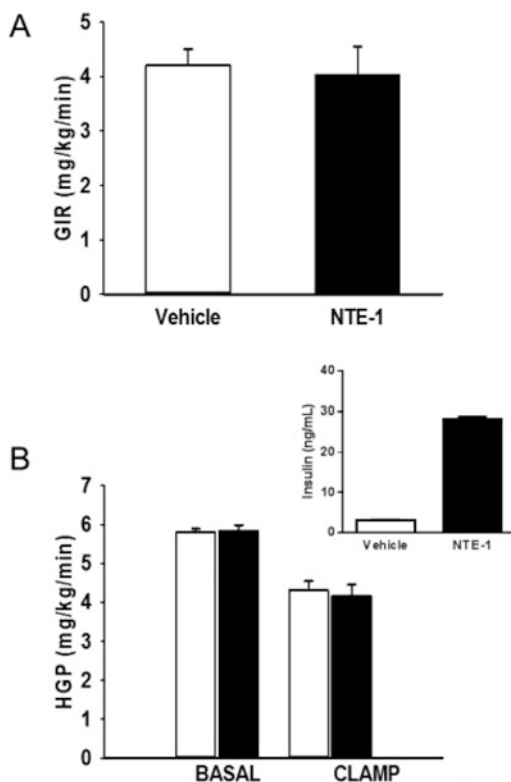 A
GIR (mg/kg/min)
5
4
3
2
1
0
Vehicle NTE-1
B
HGP (mg/kg/min)
7
6
5
4
3
2
1
0
BASAL CLAMP
Insulin (ng/mL)
40
30
20
10
0
Vehicle NTE-1